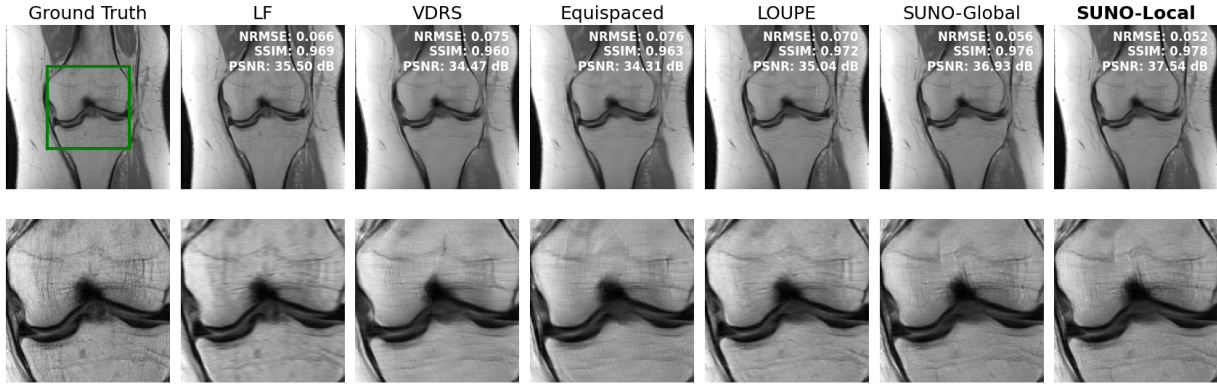 Ground Truth
LF
VDRS
Equispaced
LOUPE
SUNO-Global
SUNO-Local
NRMSE: 0.066
SSIM: 0.969
PSNR: 35.50 dB
NRMSE: 0.075
SSIM: 0.960
PSNR: 34.47 dB
NRMSE: 0.076
SSIM: 0.963
PSNR: 34.31 dB
NRMSE: 0.070
SSIM: 0.972
PSNR: 35.04 dB
NRMSE: 0.056
SSIM: 0.976
PSNR: 36.93 dB
NRMSE: 0.052
SSIM: 0.978
PSNR: 37.54 dB